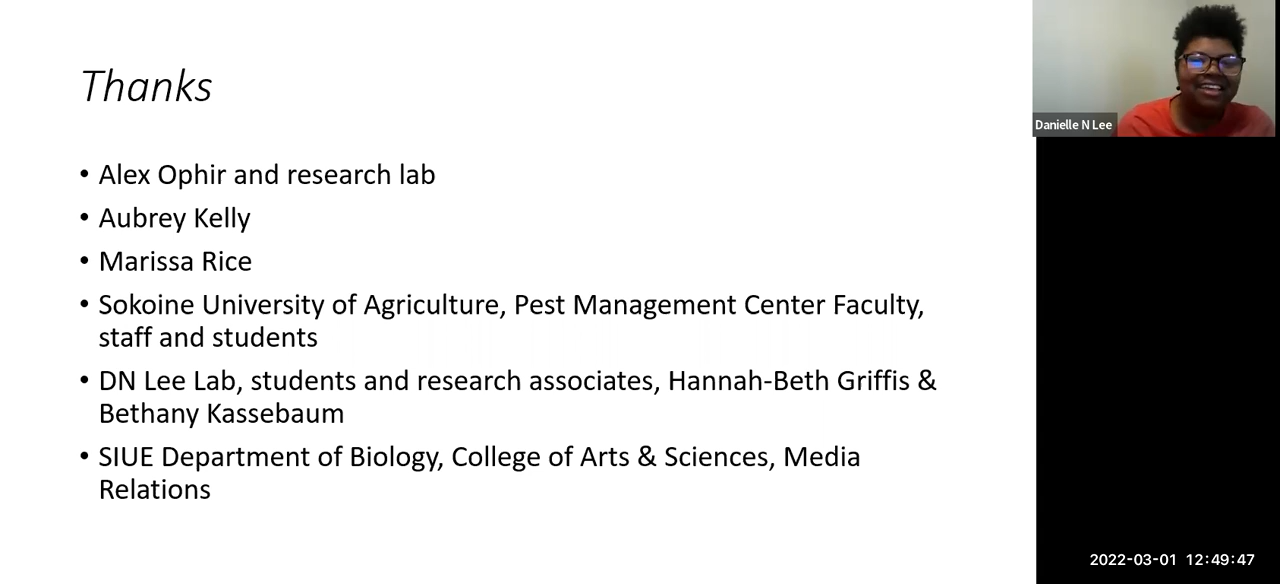 Thanks
• Alex Ophir and research lab
• Aubrey Kelly
• Marissa Rice
• Sokoine University of Agriculture, Pest Management Center Faculty,
staff and students
• DN Lee Lab, students and research associates, Hannah-Beth Griffis &
Bethany Kassebaum
• SIUE Department of Biology, College of Arts & Sciences, Media
Relations
Danielle N Lee
2022-03-01 12:49:47